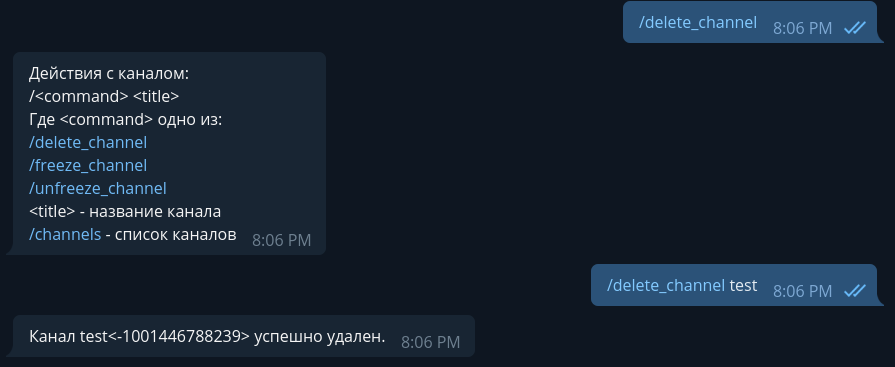 /delete_channel 8:06 PM
Действия с каналом:
/<command> <title>
Где <command> одно из:
/delete_channel
/freeze_channel
/unfreeze_channel
<title> - название канала
/channels - список каналов 8:06 PM
/delete_channel test 8:06 PM
Канал test<-1001446788239> успешно удален. 8:06 PM